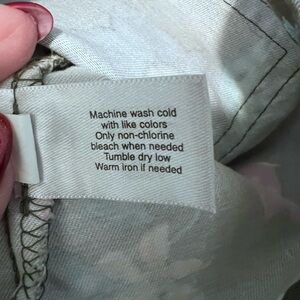 Machine wash cold
with like colors
Only non-chlorine
bleach when needed
Tumble dry low
Warm iron if needed